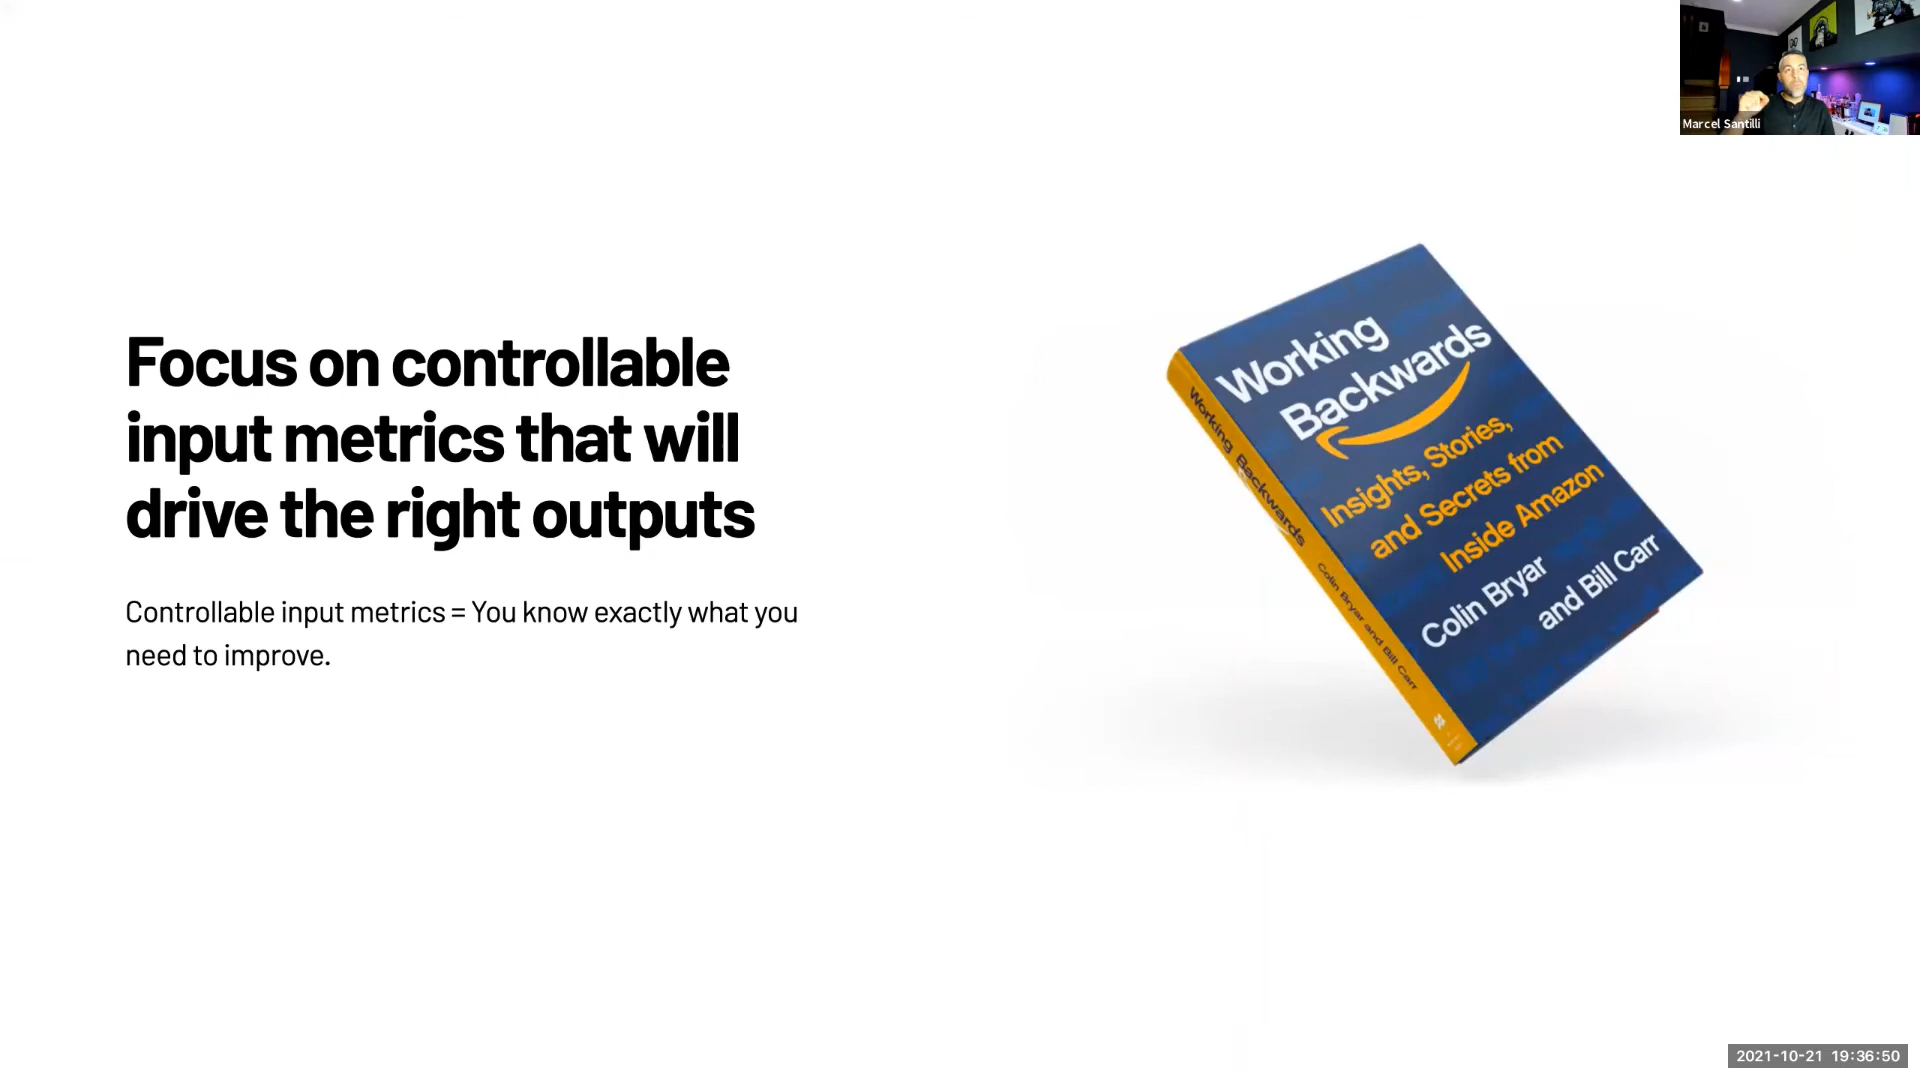 Marcel Santilli
Focus on controllable
input metrics that will
drive the right outputs
Controllable input metrics = You know exactly what you
need to improve.
Working
Backwards
Insights, Stories,
and Secrets from
Inside Amazon
Colin Bryar
and Bill Carr
Working Backwards
Colin Bryar and Bill Carr
2021-10-21 19:36:50